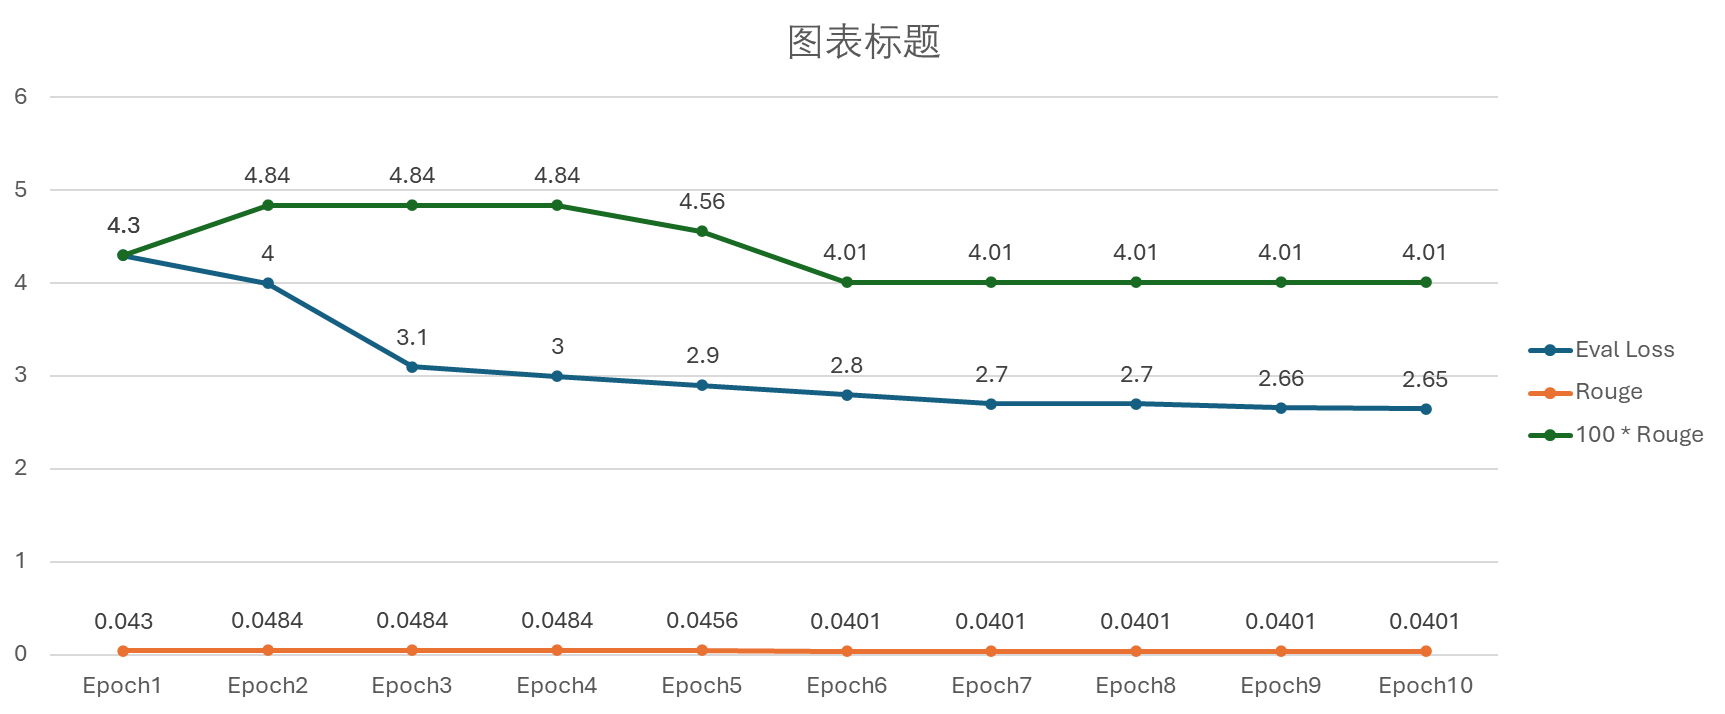 图表标题
6
5
4
3
2
1
0
4.3
4.84
4.84
4.84
4.56
4.01
4.01
4.01
4.01
4.01
4
3.1
3
2.9
2.8
2.7
2.7
2.66
2.65
0.043
0.0484
0.0484
0.0484
0.0456
0.0401
0.0401
0.0401
0.0401
0.0401
Epoch1
Epoch2
Epoch3
Epoch4
Epoch5
Epoch6
Epoch7
Epoch8
Epoch9
Epoch10
Eval Loss
Rouge
100 * Rouge